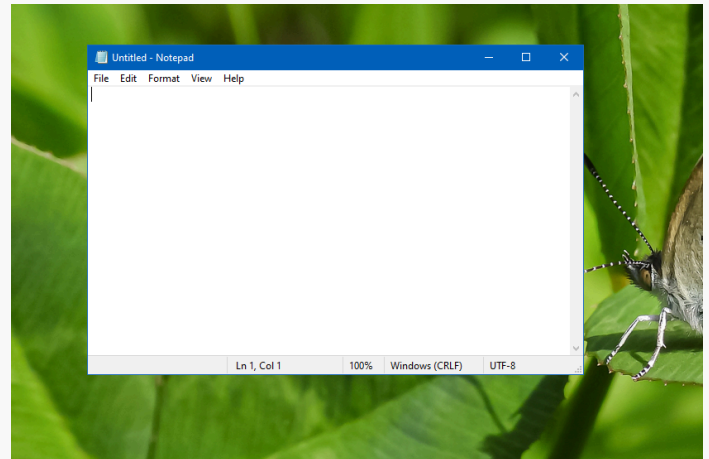 Untitled - Notepad
File Edit Format View Help
Ln 1, Col 1 100% Windows (CRLF) UTF-8